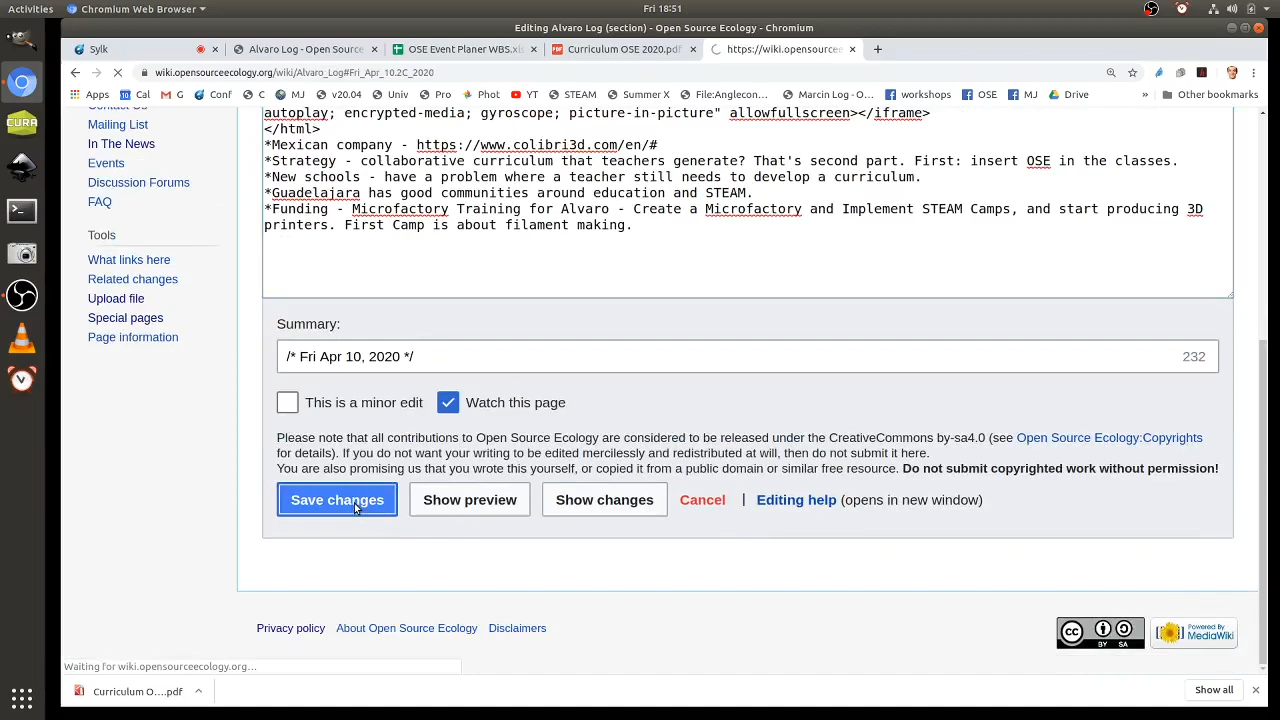 Activities
Chromium Web Browser
Fri 18:51
Editing Alvaro Log (section) - Open Source Ecology - Chromium
Sylk
Alvaro Log - Open Source
OSE Event Planer WBS.xls
Curriculum OSE 2020.pdf
https://wiki.opensource
wiki.opensourceecology.org/wiki/Alvaro_Log#Fri_Apr_10.2C_2020
Apps
Cal
G
Conf
C
MJ
v20.04
Univ
Pro
Phot
YT
STEAM
Summer X
File:Anglecon...
Marcin Log - O...
workshops
OSE
MJ
Drive
»
Other bookmarks
Contact Us
Mailing List
In The News
Events
Discussion Forums
FAQ
Tools
What links here
Related changes
Upload file
Special pages
Page information
autoplay; encrypted-media; gyroscope; picture-in-picture" allowfullscreen></iframe>
</html>
*Mexican company - https://www.colibri3d.com/en/#
*Strategy - collaborative curriculum that teachers generate? That's second part. First: insert OSE in the classes.
*New schools - have a problem where a teacher still needs to develop a curriculum.
*Guadelajara has good communities around education and STEAM.
*Funding - Microfactory Training for Alvaro - Create a Microfactory and Implement STEAM Camps, and start producing 3D
printers. First Camp is about filament making.
Summary:
/* Fri Apr 10, 2020 */
232
This is a minor edit
Watch this page
Please note that all contributions to Open Source Ecology are considered to be released under the CreativeCommons by-sa4.0 (see Open Source Ecology:Copyrights
for details). If you do not want your writing to be edited mercilessly and redistributed at will, then do not submit it here.
You are also promising us that you wrote this yourself, or copied it from a public domain or similar free resource. Do not submit copyrighted work without permission!
Save changes
Show preview
Show changes
Cancel
|
Editing help (opens in new window)
Privacy policy
About Open Source Ecology
Disclaimers
CC
BY SA
Powered By
MediaWiki
Waiting for wiki.opensourceecology.org...
Curriculum O....pdf
Show all
CURA